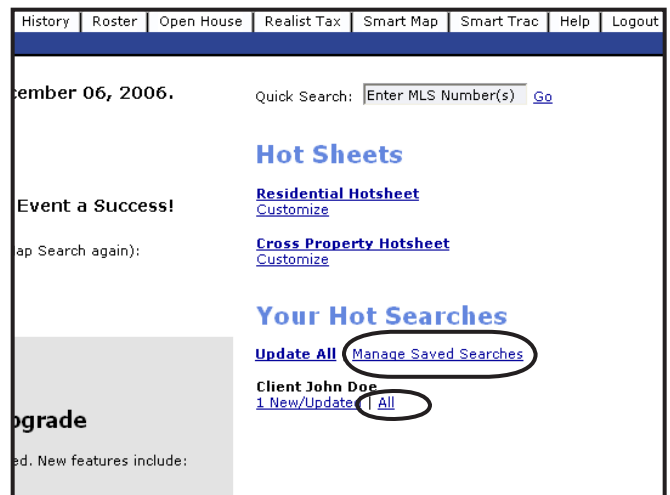 History Roster Open House Realist Tax Smart Map Smart Trac Help Logout
cember 06, 2006.
Quick Search: Enter MLS Number(s) Go
Hot Sheets
Residential Hotsheet
Customize
Event a Success!
Cross Property Hotsheet
Customize
ap Search again):
Your Hot Searches
Update All Manage Saved Searches
Client John Doe
1 New/Updated | All
pgrade
ed. New features include: